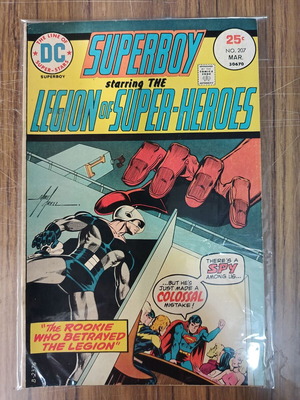 THE LINE OF
DC
SUPER-STARS
SUPERBOY
25¢
NO. 207
MAR.
30670
SUPERBOY
starring THE
LEGION OF SUPER-HEROES
THERE'S A
SPY
AMONG US...
...BUT HE'S
JUST MADE A
COLOSSAL
MISTAKE!
"The ROOKIE
WHO BETRAYED
THE LEGION"